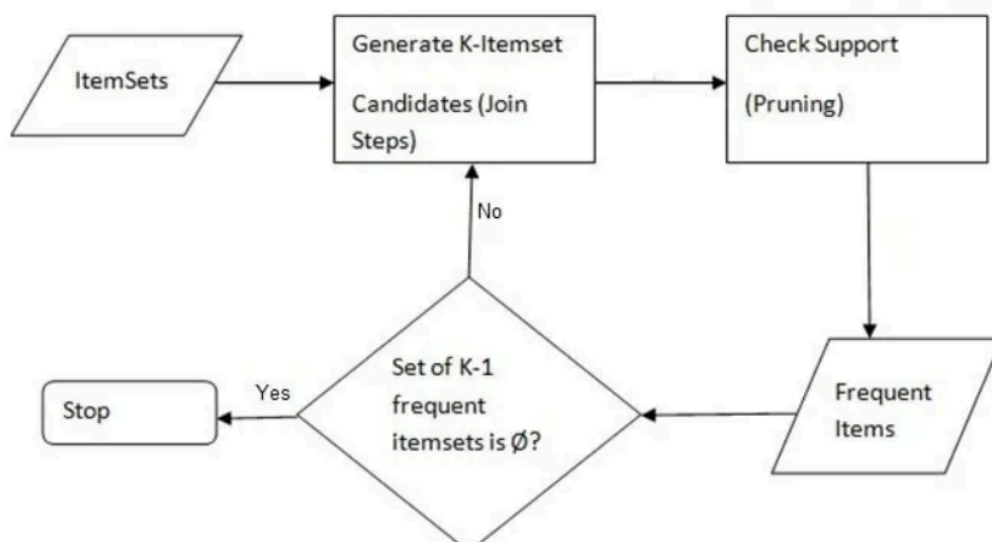 ItemSets
Generate K-Itemset
Candidates (Join
Steps)
Check Support
(Pruning)
No
Set of K-1
frequent
itemsets is Ø?
Yes
Stop
Frequent
Items